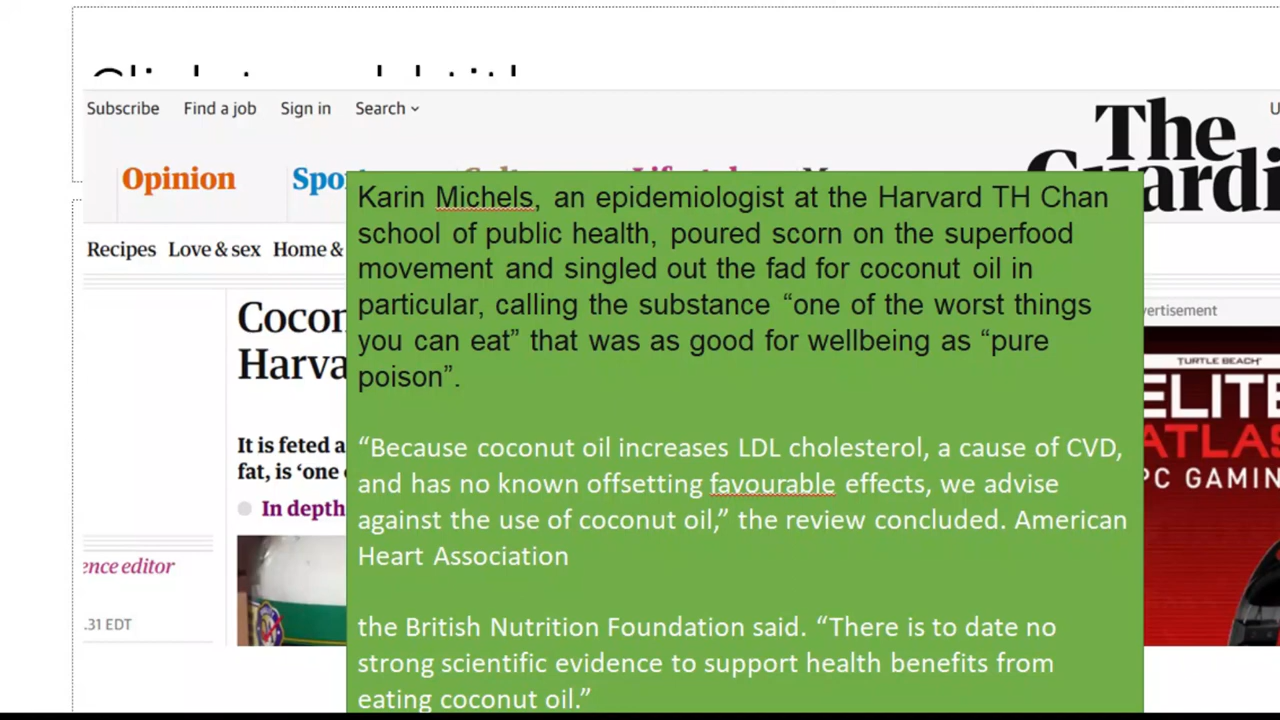 Subscribe Find a job Sign in Search
The
Opinion
Karin Michels, an epidemiologist at the Harvard TH Chan
school of public health, poured scorn on the superfood
movement and singled out the fad for coconut oil in
particular, calling the substance “one of the worst things
you can eat” that was as good for wellbeing as “pure
poison”.
“Because coconut oil increases LDL cholesterol, a cause of CVD,
and has no known offsetting favourable effects, we advise
against the use of coconut oil,” the review concluded. American
Heart Association
the British Nutrition Foundation said. “There is to date no
strong scientific evidence to support health benefits from
eating coconut oil.”
Recipes Love & sex Home &
It is feted a
fat, is ‘one
In depth
ence editor
.31 EDT
vertisement
TURTLE BEACH
ELITE
ATLAS
PC GAMIN